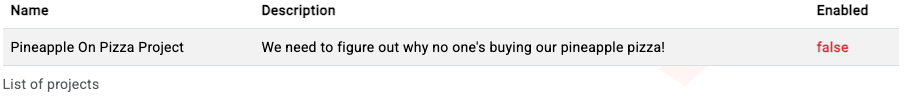 Name Description Enabled
Pineapple On Pizza Project We need to figure out why no one's buying our pineapple pizza! false
List of projects